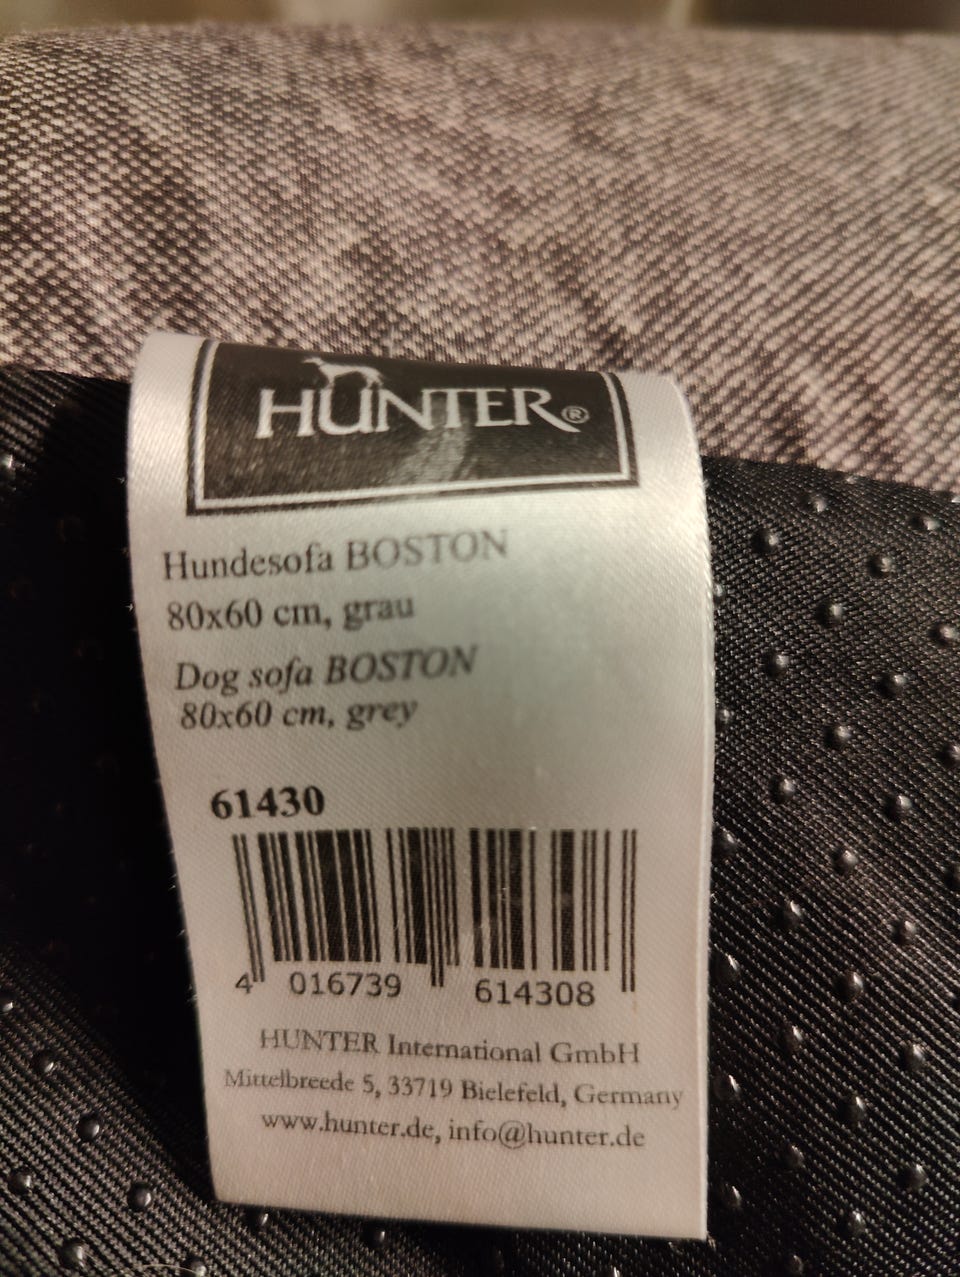 HUNTER®
Hundesofa BOSTON
80x60 cm, grau
Dog sofa BOSTON
80x60 cm, grey
61430
4 016739 614308
HUNTER International GmbH
Mittelbreede 5, 33719 Bielefeld, Germany
www.hunter.de, info@hunter.de